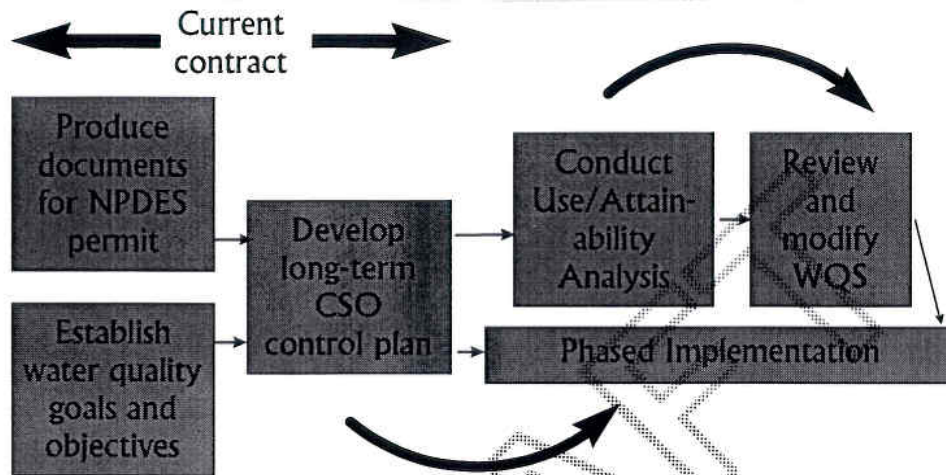 Current
contract
Produce
documents
for NPDES
permit
Establish
water quality
goals and
objectives
Develop
long-term
CSO
control plan
Conduct
Use/Attain-
ability
Analysis
Review
and
modify
WQS
Phased Implementation